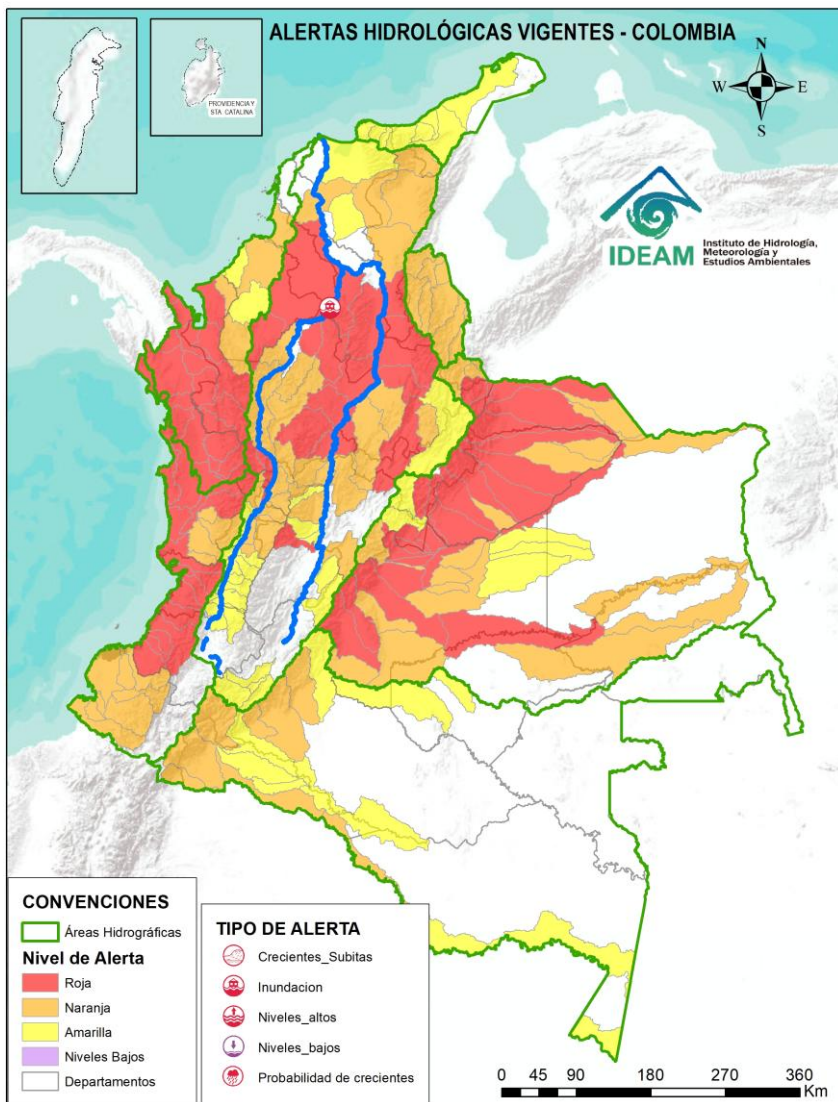 ALERTAS HIDROLÓGICAS VIGENTES - COLOMBIA
PROVIDENCIA Y
STA. CATALINA
N
W
E
S
IDEAM
Instituto de Hidrología,
Meteorología y
Estudios Ambientales
CONVENCIONES
Áreas Hidrográficas
Nivel de Alerta
Roja
Naranja
Amarilla
Niveles Bajos
Departamentos
TIPO DE ALERTA
Crecientes_Subitas
Inundacion
Niveles_altos
Niveles_bajos
Probabilidad de crecientes
0 45 90 180 270 360
Km